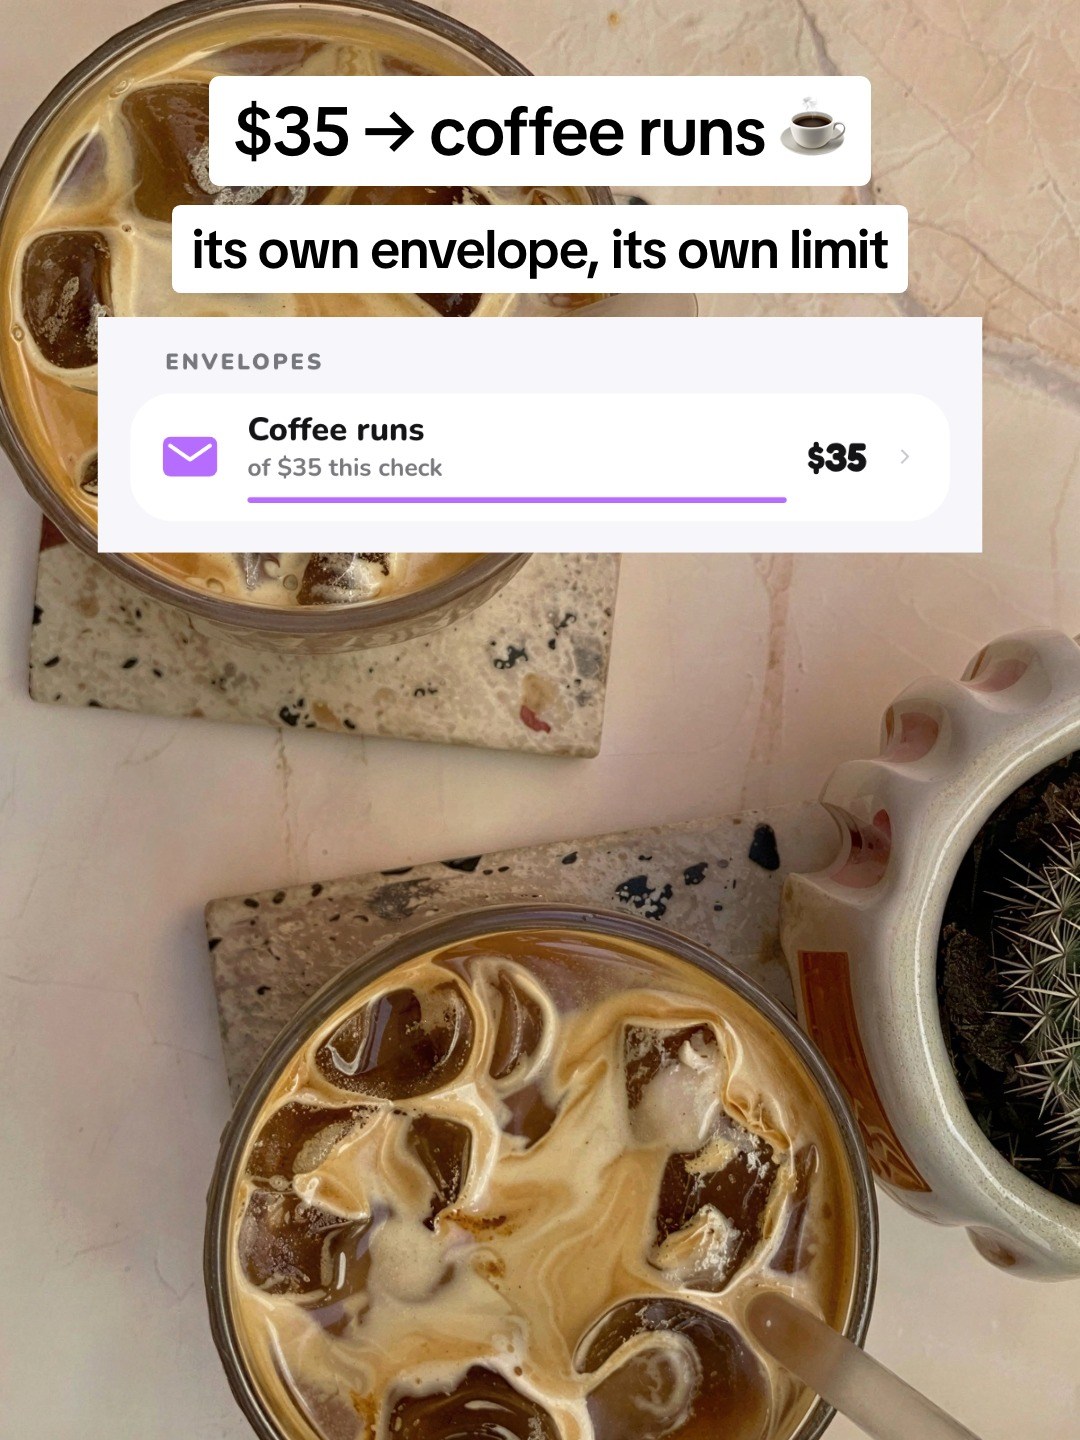 $35 → coffee runs ☕
its own envelope, its own limit
ENVELOPES
Coffee runs
of $35 this check
$35